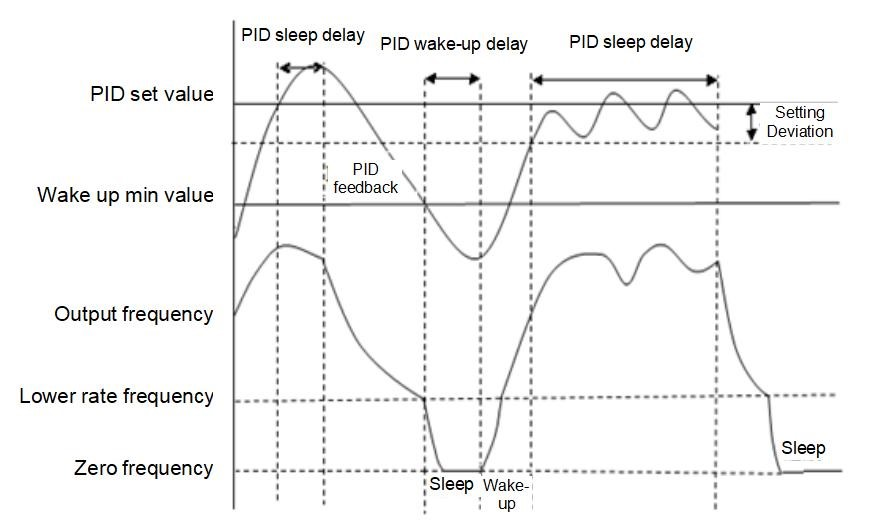 PID sleep delay
PID wake-up delay
PID sleep delay
PID set value
Setting
Deviation
PID
feedback
Wake up min value
Output frequency
Lower rate frequency
Zero frequency
Sleep
Wake-
up
Sleep